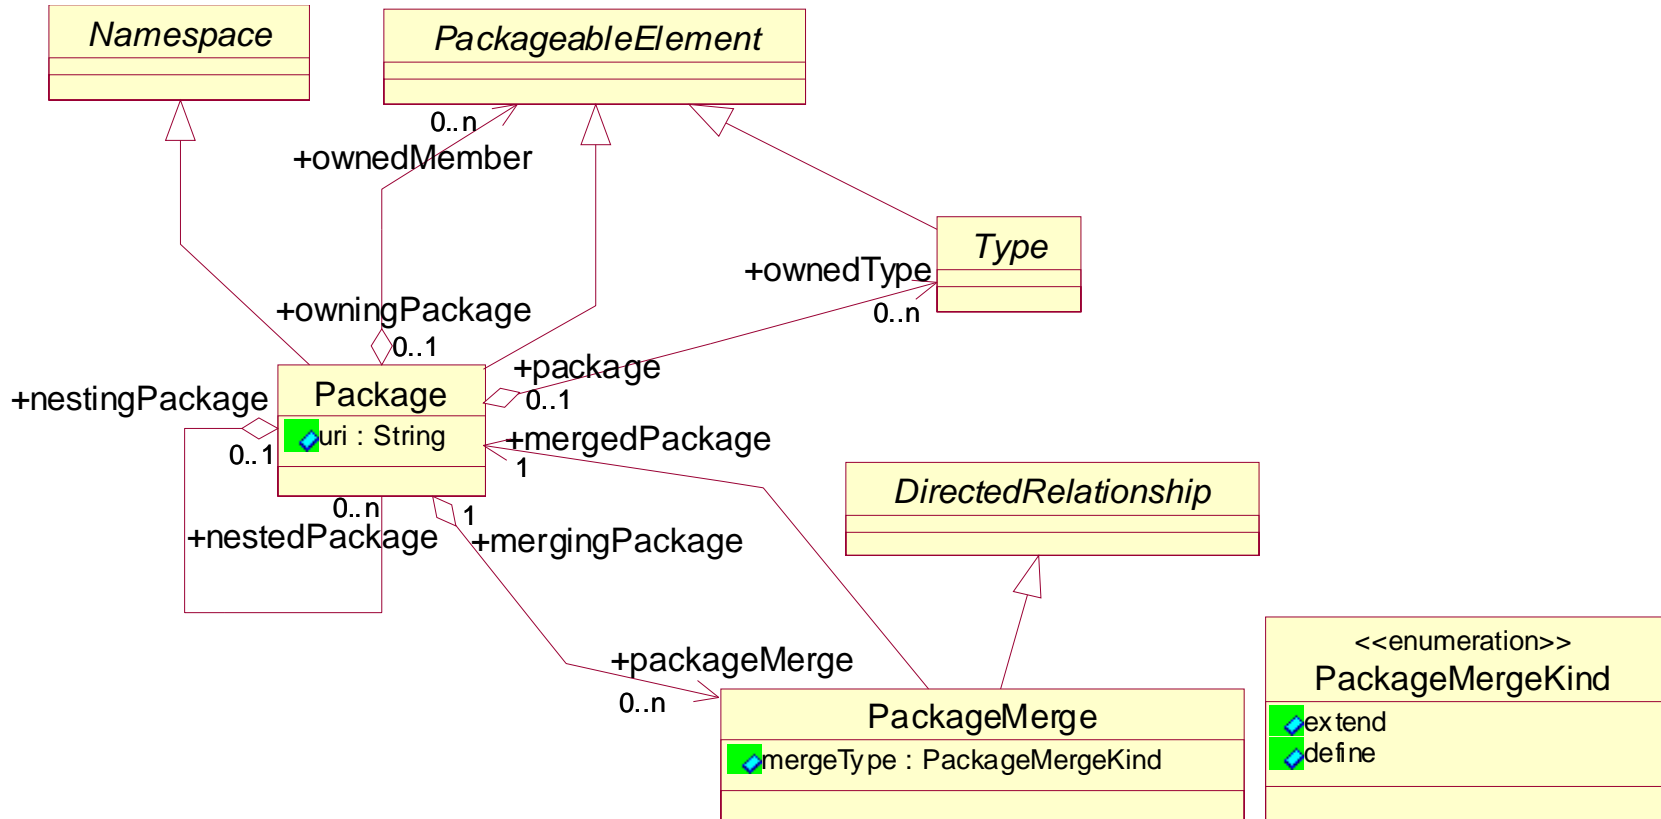 Namespace
PackageableElement
0..n
+ownedMember
Type
+ownedType
0..n
+owningPackage
0..1
+package
0..1
Package
uri : String
+nestingPackage
0..1
+mergedPackage
1
DirectedRelationship
0..n
1
+nestedPackage
+mergingPackage
+packageMerge
0..n
<<enumeration>>
PackageMergeKind
extend
define
PackageMerge
mergeType : PackageMergeKind